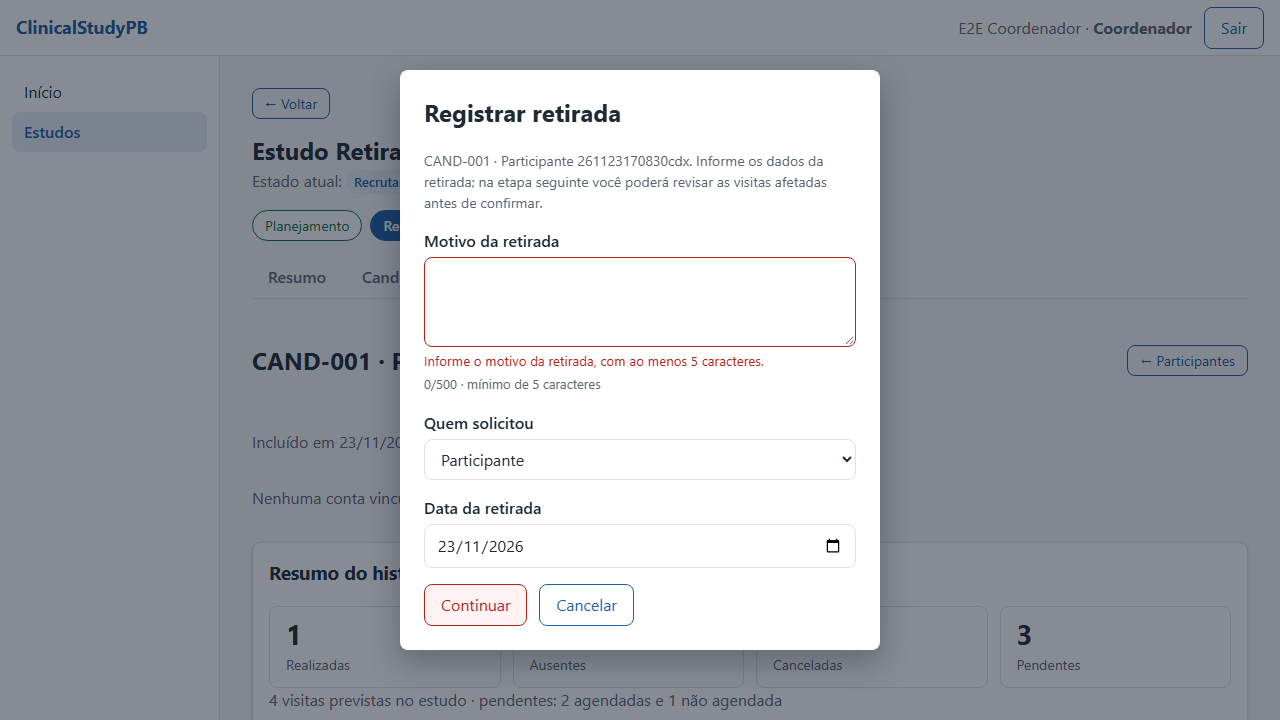 ClinicalStudyPB
E2E Coordenador · Coordenador
Sair
Início
Estudos
← Voltar
Estudo Retira
Estado atual:
Recruta
Planejamento
Re
Resumo
Cand
CAND-001 ·
← Participantes
Incluído em 23/11/20
Nenhuma conta vincu
Resumo do hist
1
Realizadas
Ausentes
Canceladas
3
Pendentes
4 visitas previstas no estudo · pendentes: 2 agendadas e 1 não agendada
Registrar retirada
CAND-001 · Participante 261123170830cdx. Informe os dados da
retirada; na etapa seguinte você poderá revisar as visitas afetadas
antes de confirmar.
Motivo da retirada
Informe o motivo da retirada, com ao menos 5 caracteres.
0/500 · mínimo de 5 caracteres
Quem solicitou
Participante
Data da retirada
23/11/2026
Continuar
Cancelar